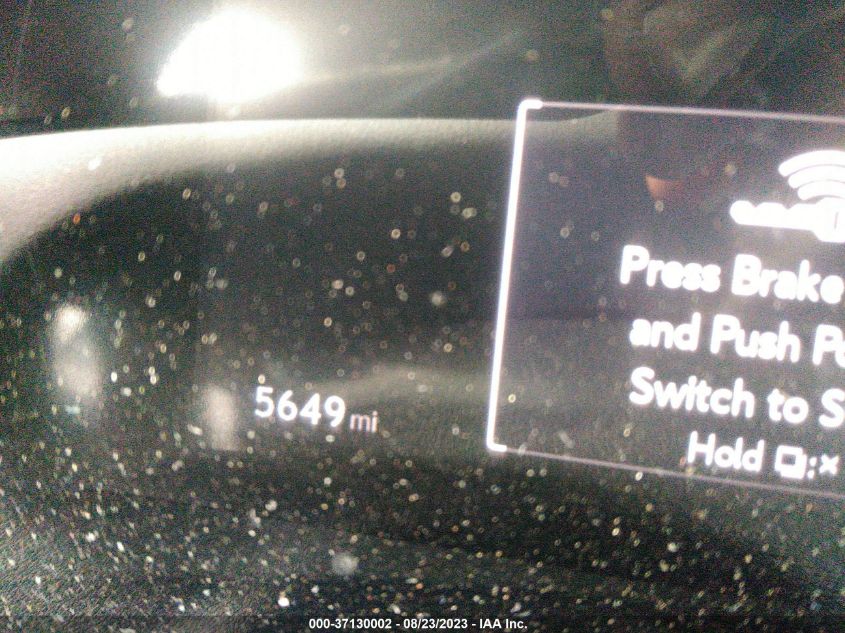 Press Brake
and Push
Switch to
Hold
5649 mi
000-37130002 - 08/23/2023 - IAA Inc.